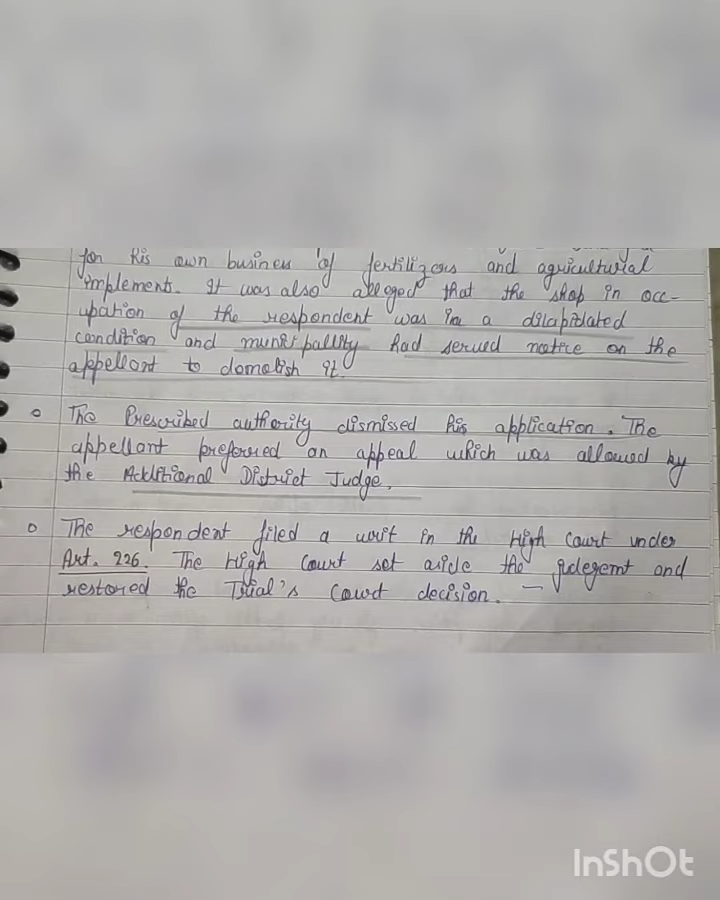 for his own business of fertilizers and agricultural
implement. It was also alleged that the shop in occ-
upation of the respondent was in a dilapidated
condition and municipality had served notice on the
appellant to domolish it.
The Prescribed authority dismissed his application. The
appellant preferred an appeal which was allowed by
the Additional District Judge.
The respondent filed a writ in the High Court under
Art. 226. The High Court set aside the judegemt and
restored the Trial's Court decision. —
InShOt